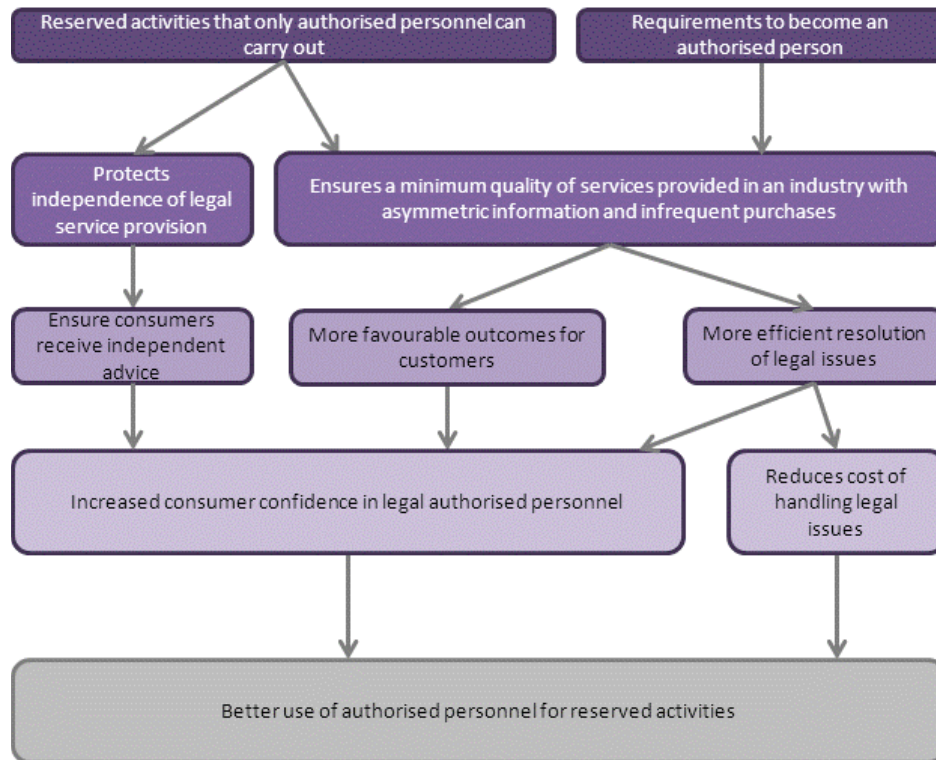 Reserved activities that only authorised personnel can
carry out
Requirements to become an
authorised person
Protects
independence of legal
service provision
Ensures a minimum quality of services provided in an industry with
asymmetric information and infrequent purchases
Ensure consumers
receive independent
advice
More favourable outcomes for
customers
More efficient resolution
of legal issues
Increased consumer confidence in legal authorised personnel
Reduces cost of
handling legal
issues
Better use of authorised personnel for reserved activities